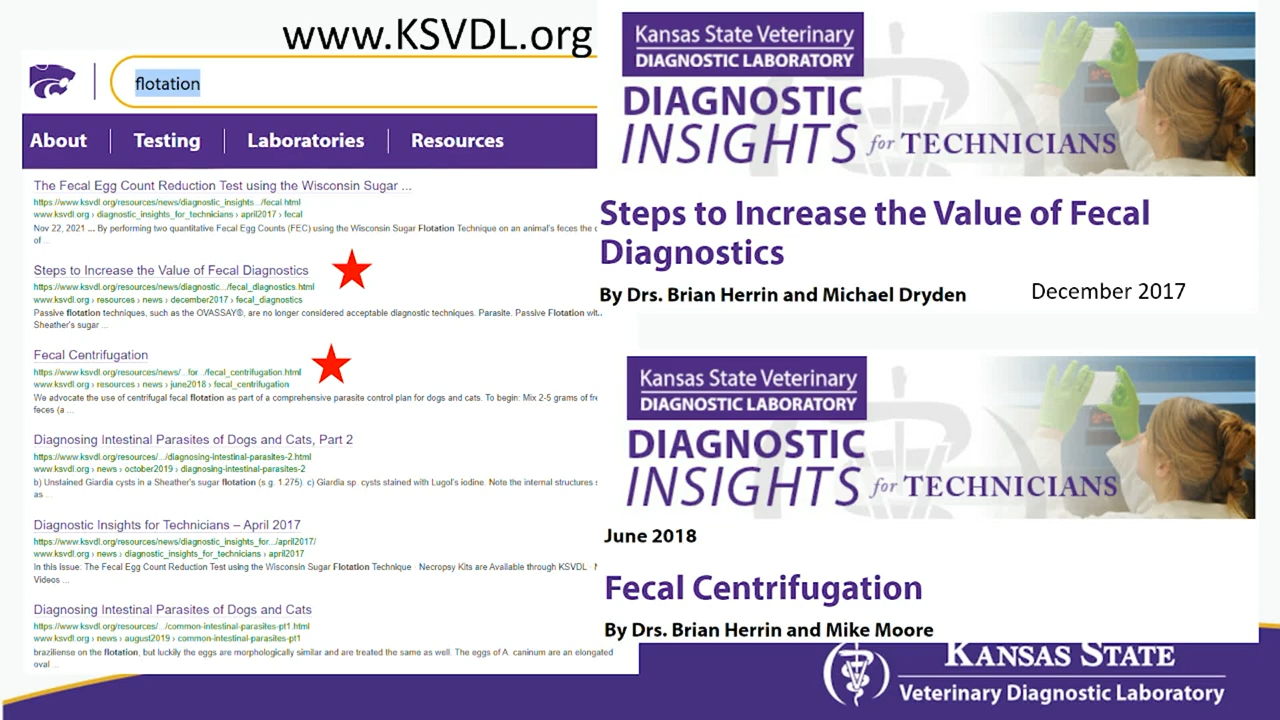 www.KSVDL.org
flotation
About
Testing
Laboratories
Resources
The Fecal Egg Count Reduction Test using the Wisconsin Sugar ...
https://www.ksvdl.org/resources/news/diagnostic_insights.../fecal.html
www.ksvdl.org › diagnostic_insights_for_technicians › april2017 › fecal
Nov 22, 2021 ... By performing two quantitative Fecal Egg Counts (FEC) using the Wisconsin Sugar Flotation Technique on an animal's feces the
of ...
Steps to Increase the Value of Fecal Diagnostics
https://www.ksvdl.org/resources/news/diagnostic.../fecal_diagnostics.html
www.ksvdl.org › resources › news › december2017 › fecal_diagnostics
Passive flotation techniques, such as the OVASSAY®, are no longer considered acceptable diagnostic techniques. Parasite. Passive Flotation
Sheather's sugar ...
Fecal Centrifugation
https://www.ksvdl.org/resources/news/...for.../fecal_centrifugation.html
www.ksvdl.org › resources › news › june2018 › fecal_centrifugation
We advocate the use of centrifugal fecal flotation as part of a comprehensive parasite control plan for dogs and cats. To begin: Mix 2-5 grams of
feces (a ...
Diagnosing Intestinal Parasites of Dogs and Cats, Part 2
https://www.ksvdl.org/resources/.../diagnosing-intestinal-parasites-2.html
www.ksvdl.org › news › october2019 › diagnosing-intestinal-parasites-2
b) Unstained Giardia cysts in a Sheather's sugar flotation (s.g. 1.275). c) Giardia sp. cysts stained with Lugol's iodine. Note the internal structures
as ...
Diagnostic Insights for Technicians – April 2017
https://www.ksvdl.org/resources/news/diagnostic_insights_for.../april2017/
www.ksvdl.org › news › diagnostic_insights_for_technicians › april2017
In this Issue: The Fecal Egg Count Reduction Test using the Wisconsin Sugar Flotation Technique · Necropsy Kits are Available through KSVDL ·
Videos ...
Diagnosing Intestinal Parasites of Dogs and Cats
https://www.ksvdl.org/resources/.../common-intestinal-parasites-pt1.html
www.ksvdl.org › news › august2019 › common-intestinal-parasites-pt1
braziliense on the flotation, but luckily the eggs are morphologically similar and are treated the same as well. The eggs of A. caninum are an elongated
oval ...
Kansas State Veterinary
DIAGNOSTIC LABORATORY
DIAGNOSTIC
INSIGHTS for TECHNICIANS
Steps to Increase the Value of Fecal
Diagnostics
By Drs. Brian Herrin and Michael Dryden
December 2017
Kansas State Veterinary
DIAGNOSTIC LABORATORY
DIAGNOSTIC
INSIGHTS for TECHNICIANS
June 2018
Fecal Centrifugation
By Drs. Brian Herrin and Mike Moore
KANSAS STATE
Veterinary Diagnostic Laboratory